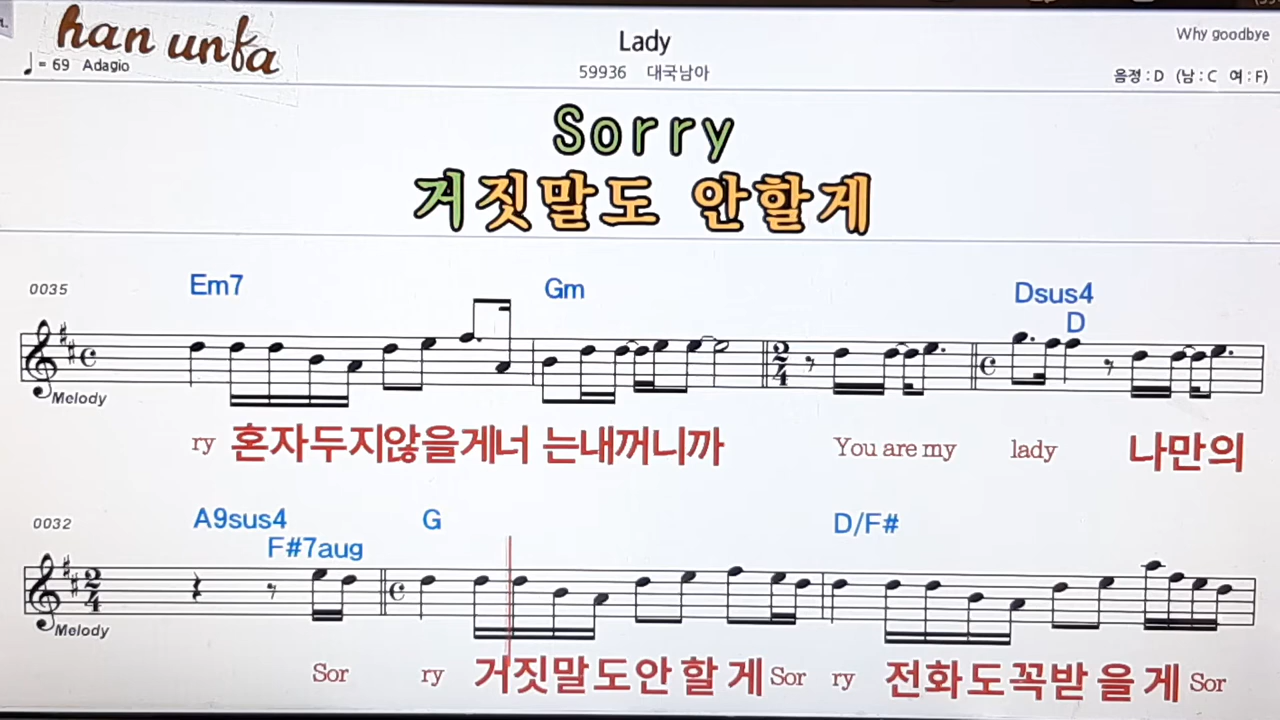 han unfa
Lady
Why goodbye
♩= 69 Adagio
59936 대국남아
음정 : D (남 : C 여 : F)
Sorry
거짓말도 안할게
0035
Em7 Gm Dsus4
D
Melody
ry 혼자두지않을게너 는내꺼니까 You are my lady 나만의
0032
A9sus4 G D/F#
F#7aug
Melody
Sor ry 거짓말도안 할 게 Sor ry 전화도꼭받 을 게 Sor